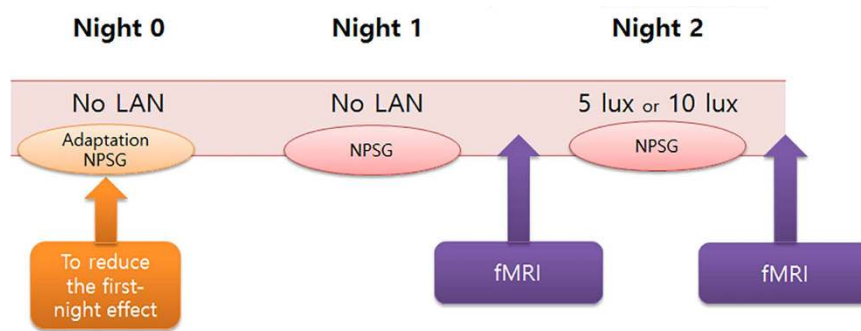 Night 0
Night 1
Night 2
No LAN
No LAN
5 lux or 10 lux
Adaptation
NPSG
NPSG
NPSG
To reduce
the first-
night effect
fMRI
fMRI